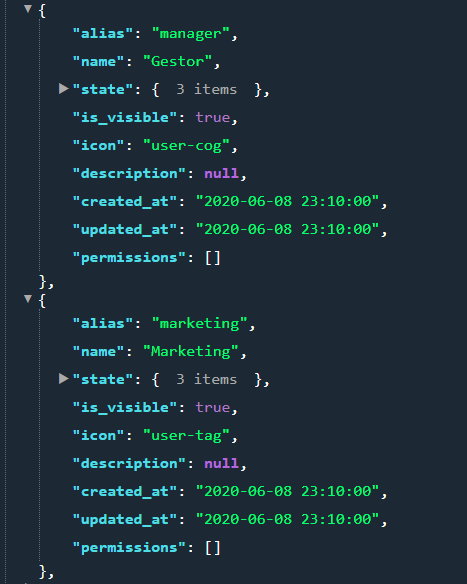 {
"alias": "manager",
"name": "Gestor",
"state": { 3 items },
"is_visible": true,
"icon": "user-cog",
"description": null,
"created_at": "2020-06-08 23:10:00",
"updated_at": "2020-06-08 23:10:00",
"permissions": []
},
{
"alias": "marketing",
"name": "Marketing",
"state": { 3 items },
"is_visible": true,
"icon": "user-tag",
"description": null,
"created_at": "2020-06-08 23:10:00",
"updated_at": "2020-06-08 23:10:00",
"permissions": []
},